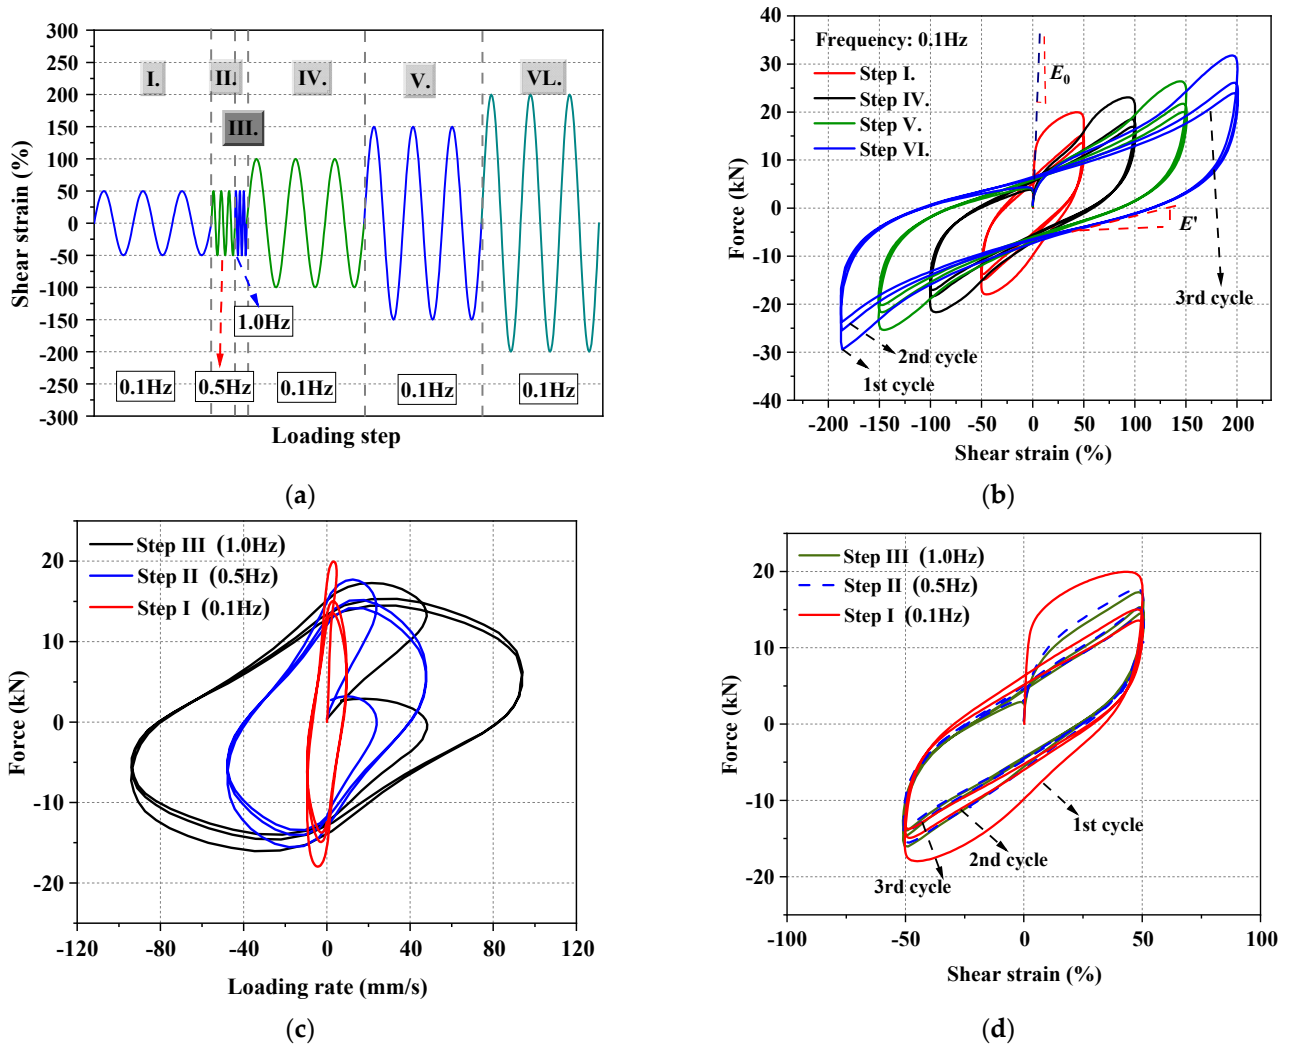 300
250
200
150
100
50
0
-50
-100
-150
-200
-250
-300
Shear strain (%)
I.
II.
III.
IV.
V.
VL.
1.0Hz
0.1Hz
0.5Hz
0.1Hz
0.1Hz
0.1Hz
Loading step
(a)
40
30
20
10
0
-10
-20
-30
-40
Force (kN)
Frequency: 0.1Hz
Step I.
Step IV.
Step V.
Step VI.
E0
E'
3rd cycle
2nd cycle
1st cycle
-200 -150 -100 -50 0 50 100 150 200
Shear strain (%)
(b)
20
10
0
-10
-20
Force (kN)
Step III (1.0Hz)
Step II (0.5Hz)
Step I (0.1Hz)
-120 -80 -40 0 40 80 120
Loading rate (mm/s)
(c)
20
10
0
-10
-20
Force (kN)
Step III (1.0Hz)
Step II (0.5Hz)
Step I (0.1Hz)
1st cycle
2nd cycle
3rd cycle
-100 -50 0 50 100
Shear strain (%)
(d)